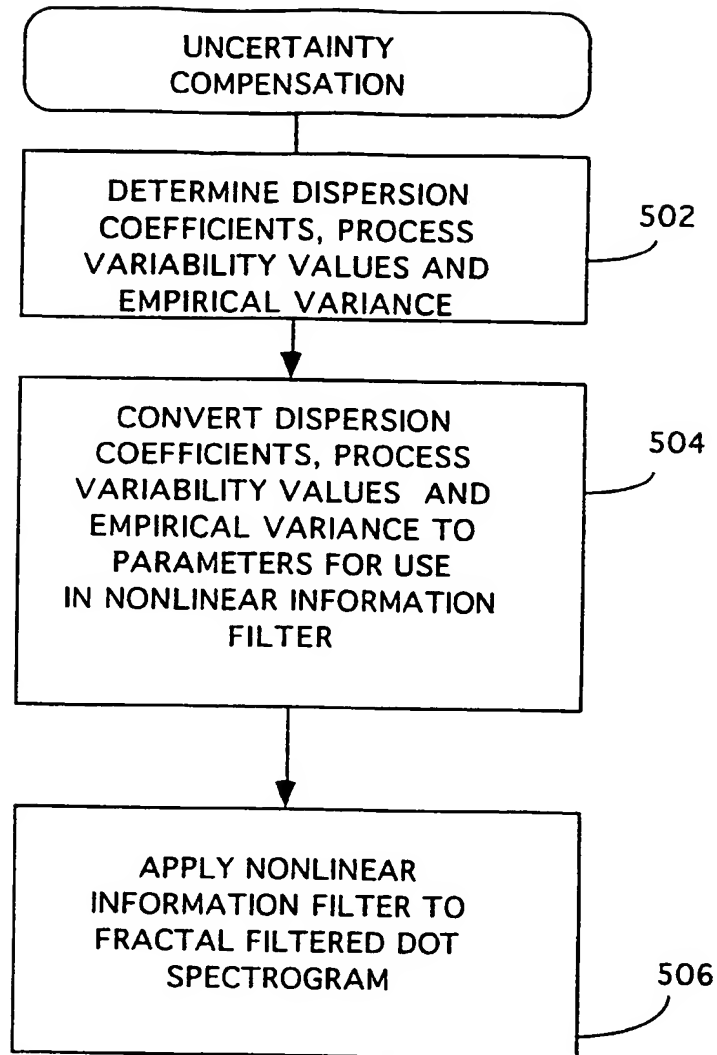 UNCERTAINTY
COMPENSATION
DETERMINE DISPERSION
COEFFICIENTS, PROCESS
VARIABILITY VALUES AND
EMPIRICAL VARIANCE
502
CONVERT DISPERSION
COEFFICIENTS, PROCESS
VARIABILITY VALUES AND
EMPIRICAL VARIANCE TO
PARAMETERS FOR USE
IN NONLINEAR INFORMATION
FILTER
504
APPLY NONLINEAR
INFORMATION FILTER TO
FRACTAL FILTERED DOT
SPECTROGRAM
506